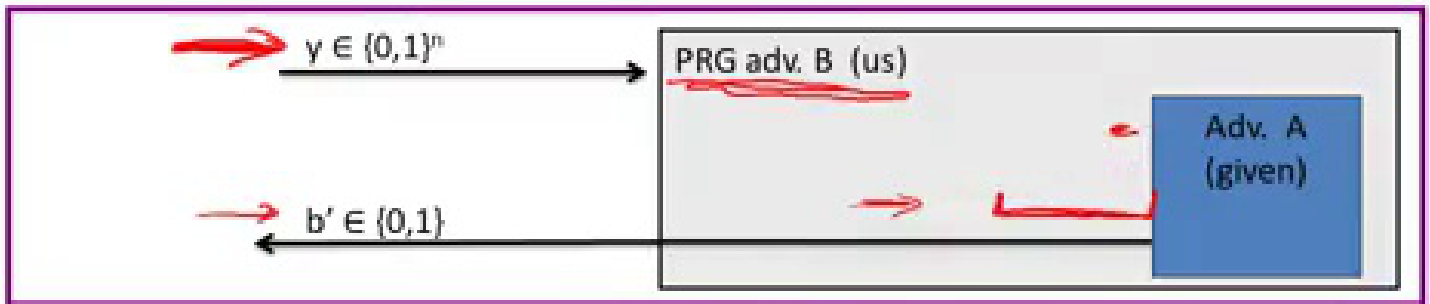 y ∈ {0,1}ⁿ
PRG adv. B (us)
Adv. A
(given)
b′ ∈ {0,1}